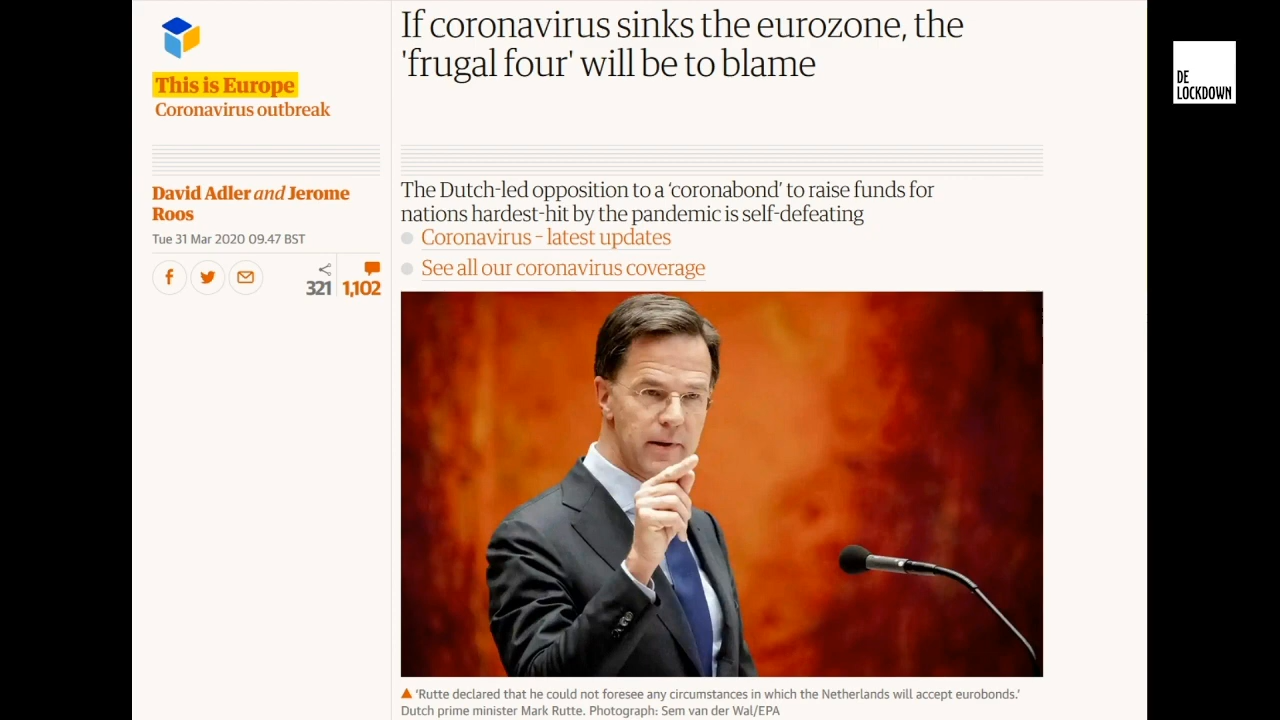 If coronavirus sinks the eurozone, the
'frugal four' will be to blame
DE
LOCKDOWN
This is Europe
Coronavirus outbreak
David Adler and Jerome
Roos
Tue 31 Mar 2020 09.47 BST
321
1,102
The Dutch-led opposition to a ‘coronabond’ to raise funds for
nations hardest-hit by the pandemic is self-defeating
Coronavirus – latest updates
See all our coronavirus coverage
‘Rutte declared that he could not foresee any circumstances in which the Netherlands will accept eurobonds.’
Dutch prime minister Mark Rutte. Photograph: Sem van der Wal/EPA